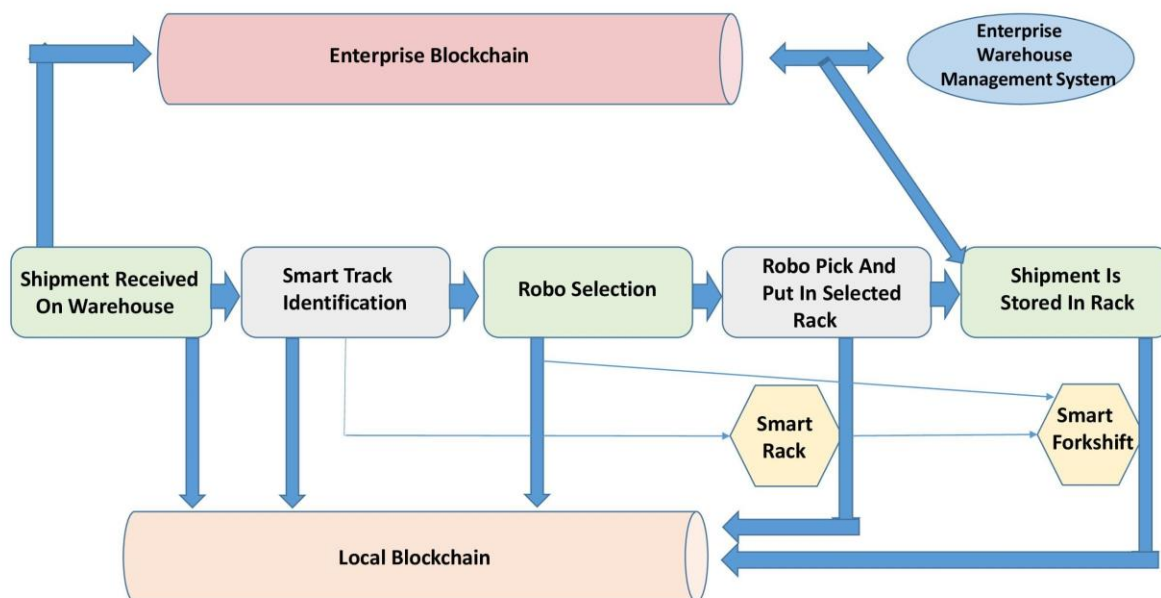 Enterprise Blockchain
Enterprise
Warehouse
Management System
Shipment Received
On Warehouse
Smart Track
Identification
Robo Selection
Robo Pick And
Put In Selected
Rack
Shipment Is
Stored In Rack
Smart
Rack
Smart
Forkshift
Local Blockchain